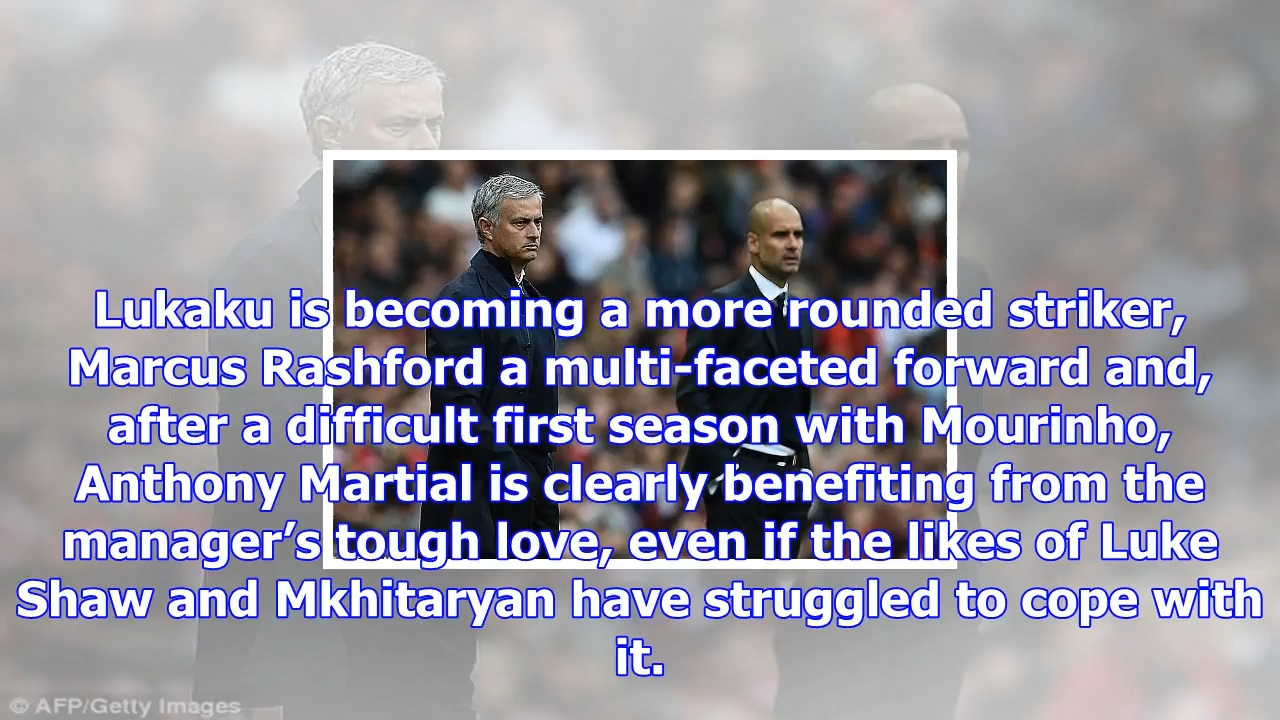 Lukaku is becoming a more rounded striker,
Marcus Rashford a multi-faceted forward and,
after a difficult first season with Mourinho,
Anthony Martial is clearly benefiting from the
manager’s tough love, even if the likes of Luke
Shaw and Mkhitaryan have struggled to cope with
it.
© AFP/Getty Images